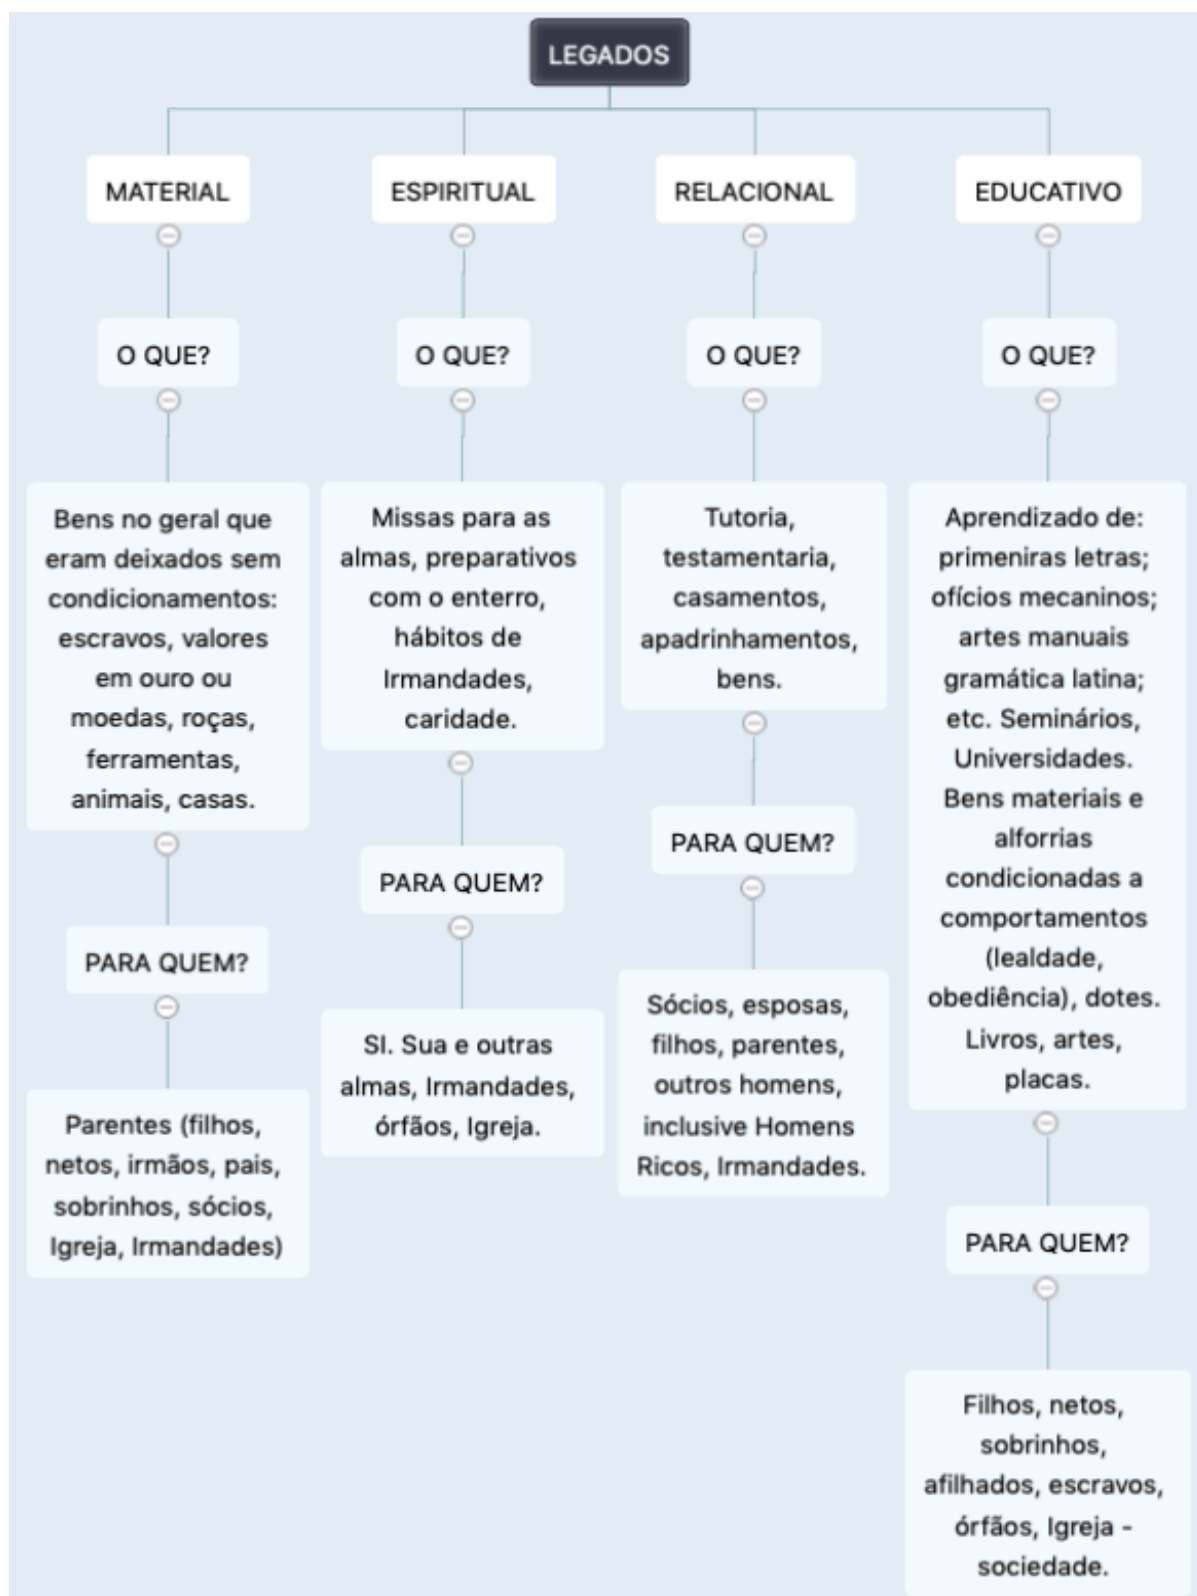 LEGADOS
MATERIAL
O QUE?
Bens no geral que
eram deixados sem
condicionamentos:
escravos, valores
em ouro ou
moedas, roças,
ferramentas,
animais, casas.
PARA QUEM?
Parentes (filhos,
netos, irmãos, pais,
sobrinhos, sócios,
Igreja, Irmandades)
ESPIRITUAL
O QUE?
Missas para as
almas, preparativos
com o enterro,
hábitos de
Irmandades,
caridade.
PARA QUEM?
SI. Sua e outras
almas, Irmandades,
órfãos, Igreja.
RELACIONAL
O QUE?
Tutoria,
testamentaria,
casamentos,
apadrinhamentos,
bens.
PARA QUEM?
Sócios, esposas,
filhos, parentes,
outros homens,
inclusive Homens
Ricos, Irmandades.
EDUCATIVO
O QUE?
Aprendizado de:
primeniras letras;
ofícios mecaninos;
artes manuais
gramática latina;
etc. Seminários,
Universidades.
Bens materiais e
alforrias
condicionadas a
comportamentos
(lealdade,
obediência), dotes.
Livros, artes,
placas.
PARA QUEM?
Filhos, netos,
sobrinhos,
afilhados, escravos,
órfãos, Igreja -
sociedade.